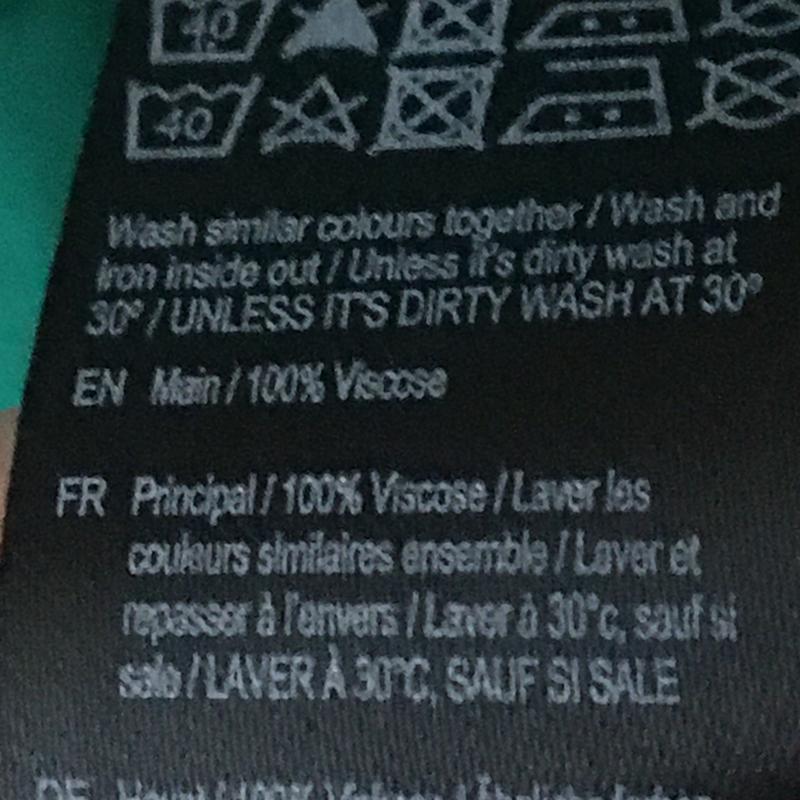 40
40
Wash similar colours together / Wash and
iron inside out / Unless it's dirty wash at
30° / UNLESS IT'S DIRTY WASH AT 30°
EN Main / 100% Viscose
FR Principal / 100% Viscose / Laver les
couleurs similaires ensemble / Laver et
repasser à l'envers / Laver à 30°c, sauf si
sale / LAVER À 30°C, SAUF SI SALE
DE / 100%